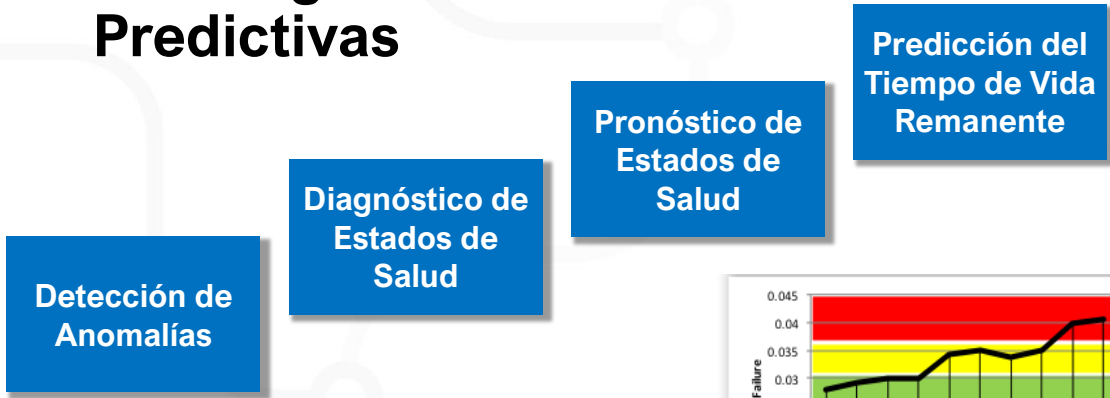 Predictivas
Predicción del
Tiempo de Vida
Remanente
Pronóstico de
Estados de
Salud
Diagnóstico de
Estados de
Salud
Detección de
Anomalías
0.045
0.04
0.035
0.03
Failure